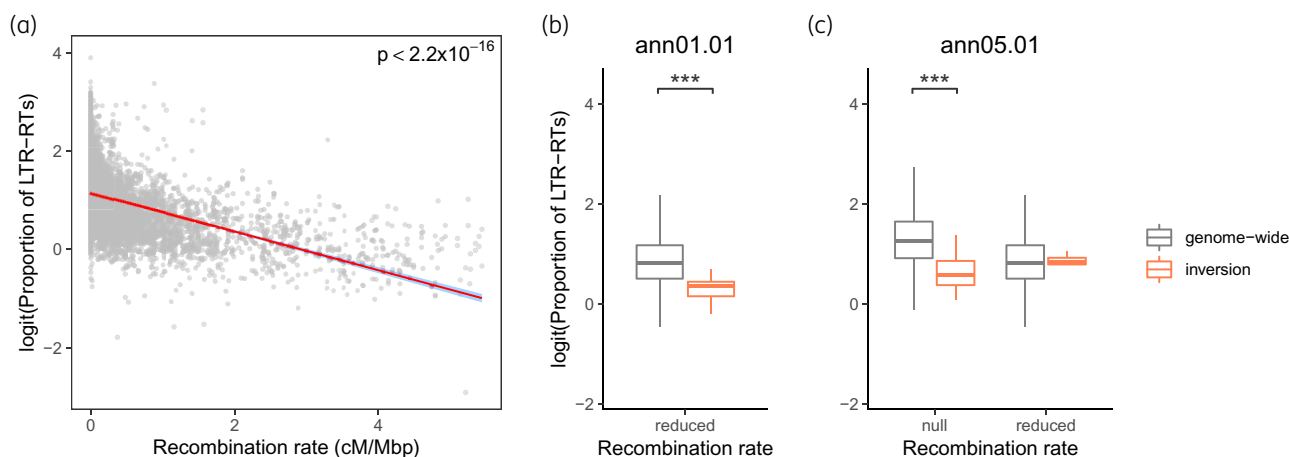 (a)
p < 2.2x10⁻¹⁶
logit(Proportion of LTR−RTs)
4
2
0
−2
0
2
4
Recombination rate (cM/Mbp)
(b)
ann01.01
***
logit(Proportion of LTR−RTs)
4
2
0
−2
reduced
Recombination rate
(c)
ann05.01
***
4
2
0
−2
null
reduced
Recombination rate
genome−wide
inversion